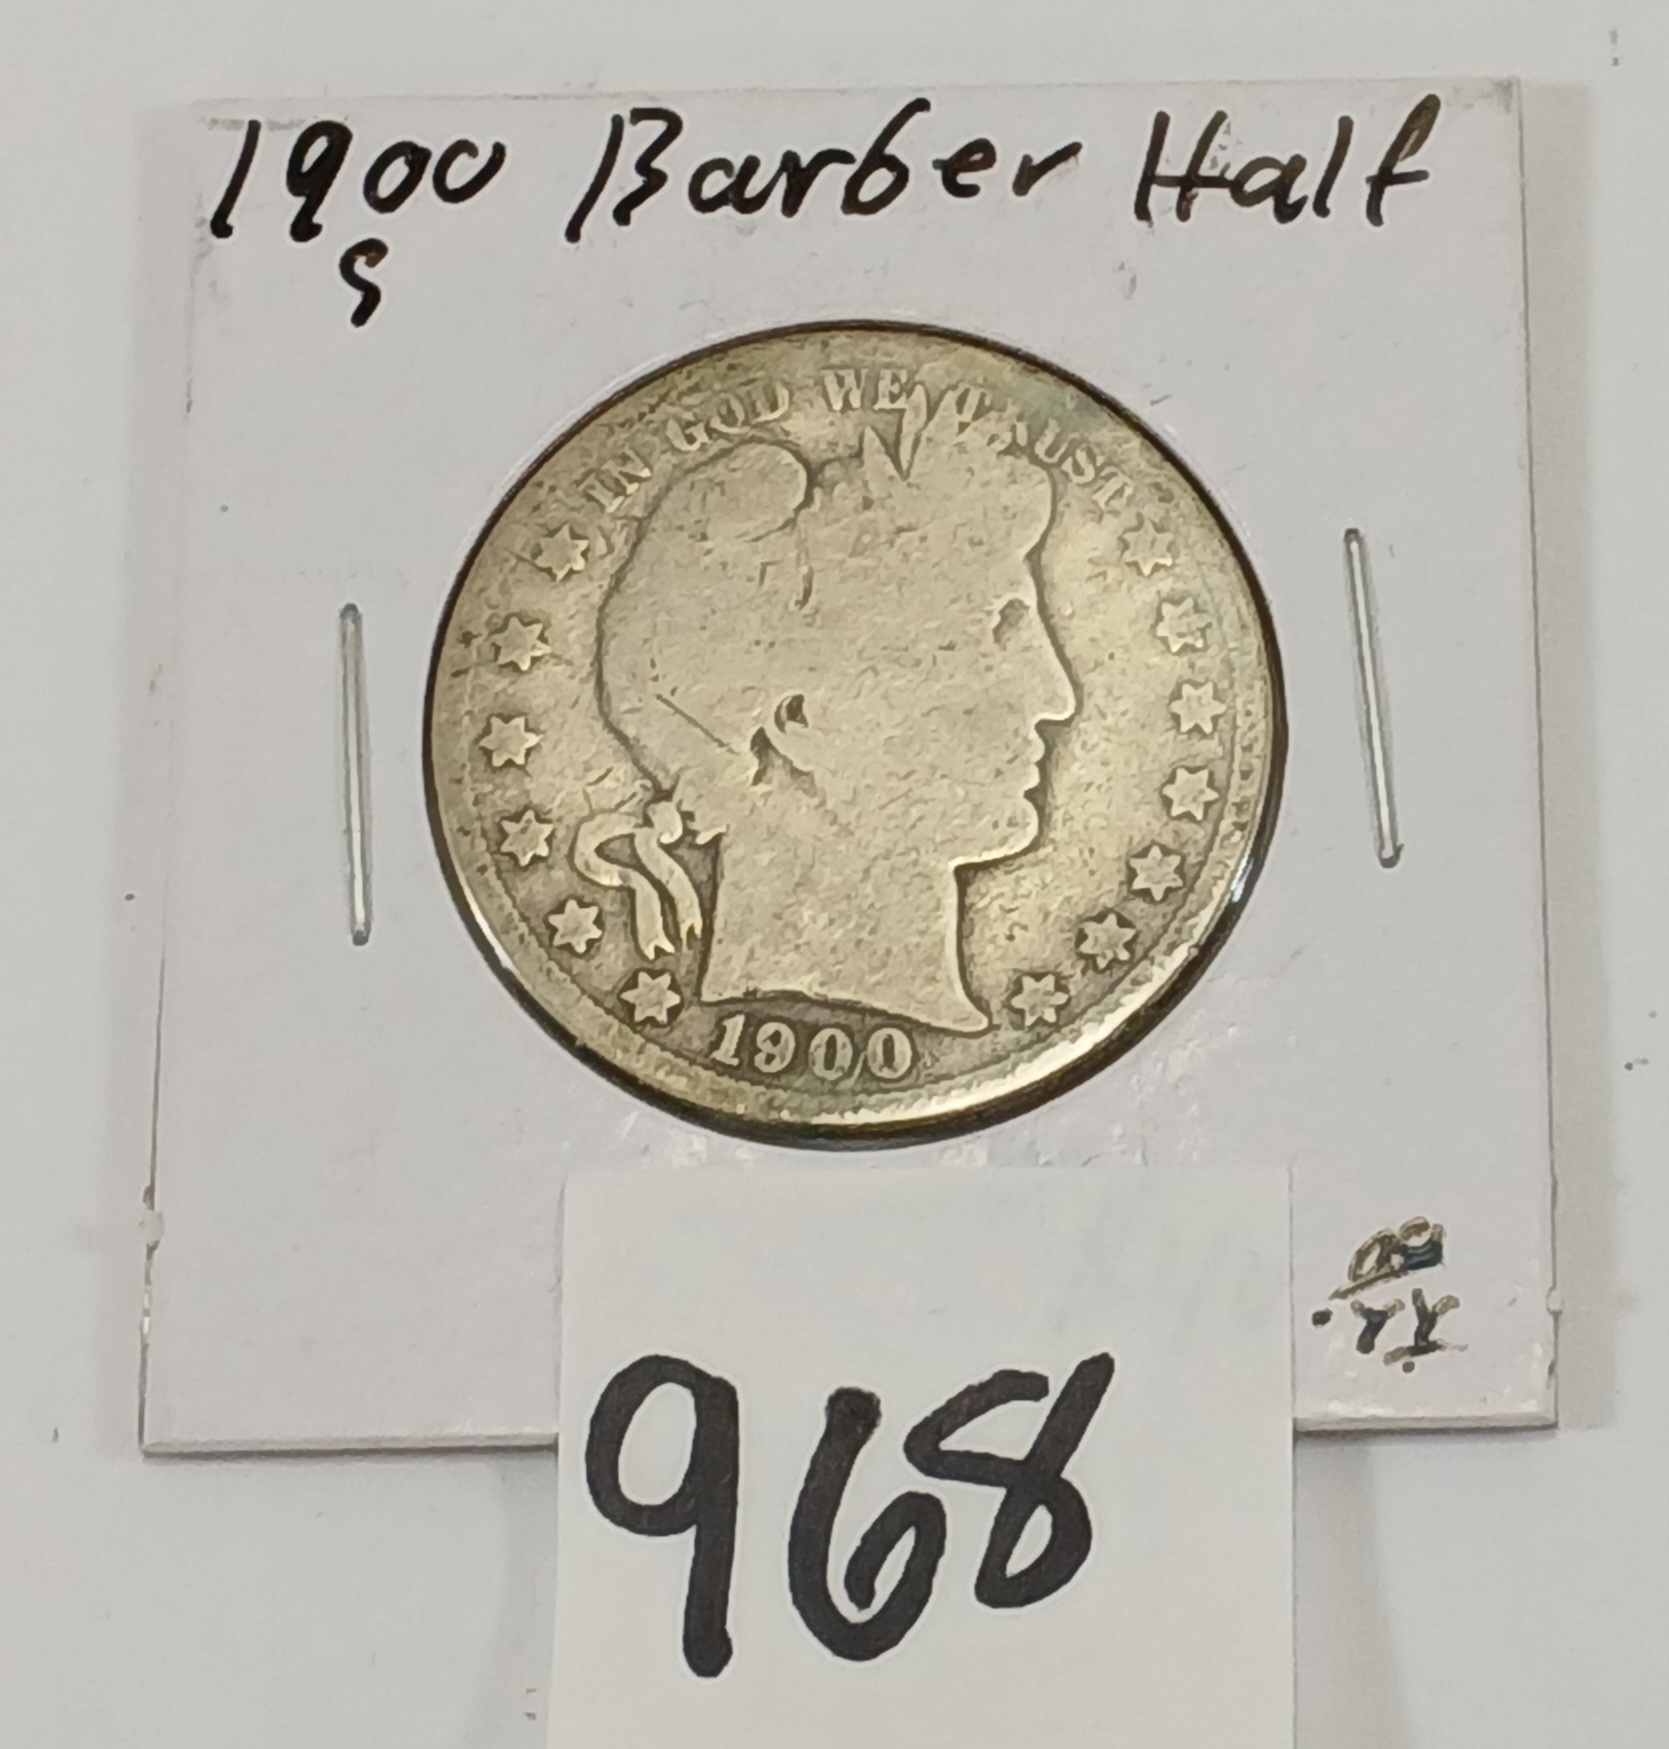 1900 Barber Half
S
IN GOD WE TRUST
1900
968